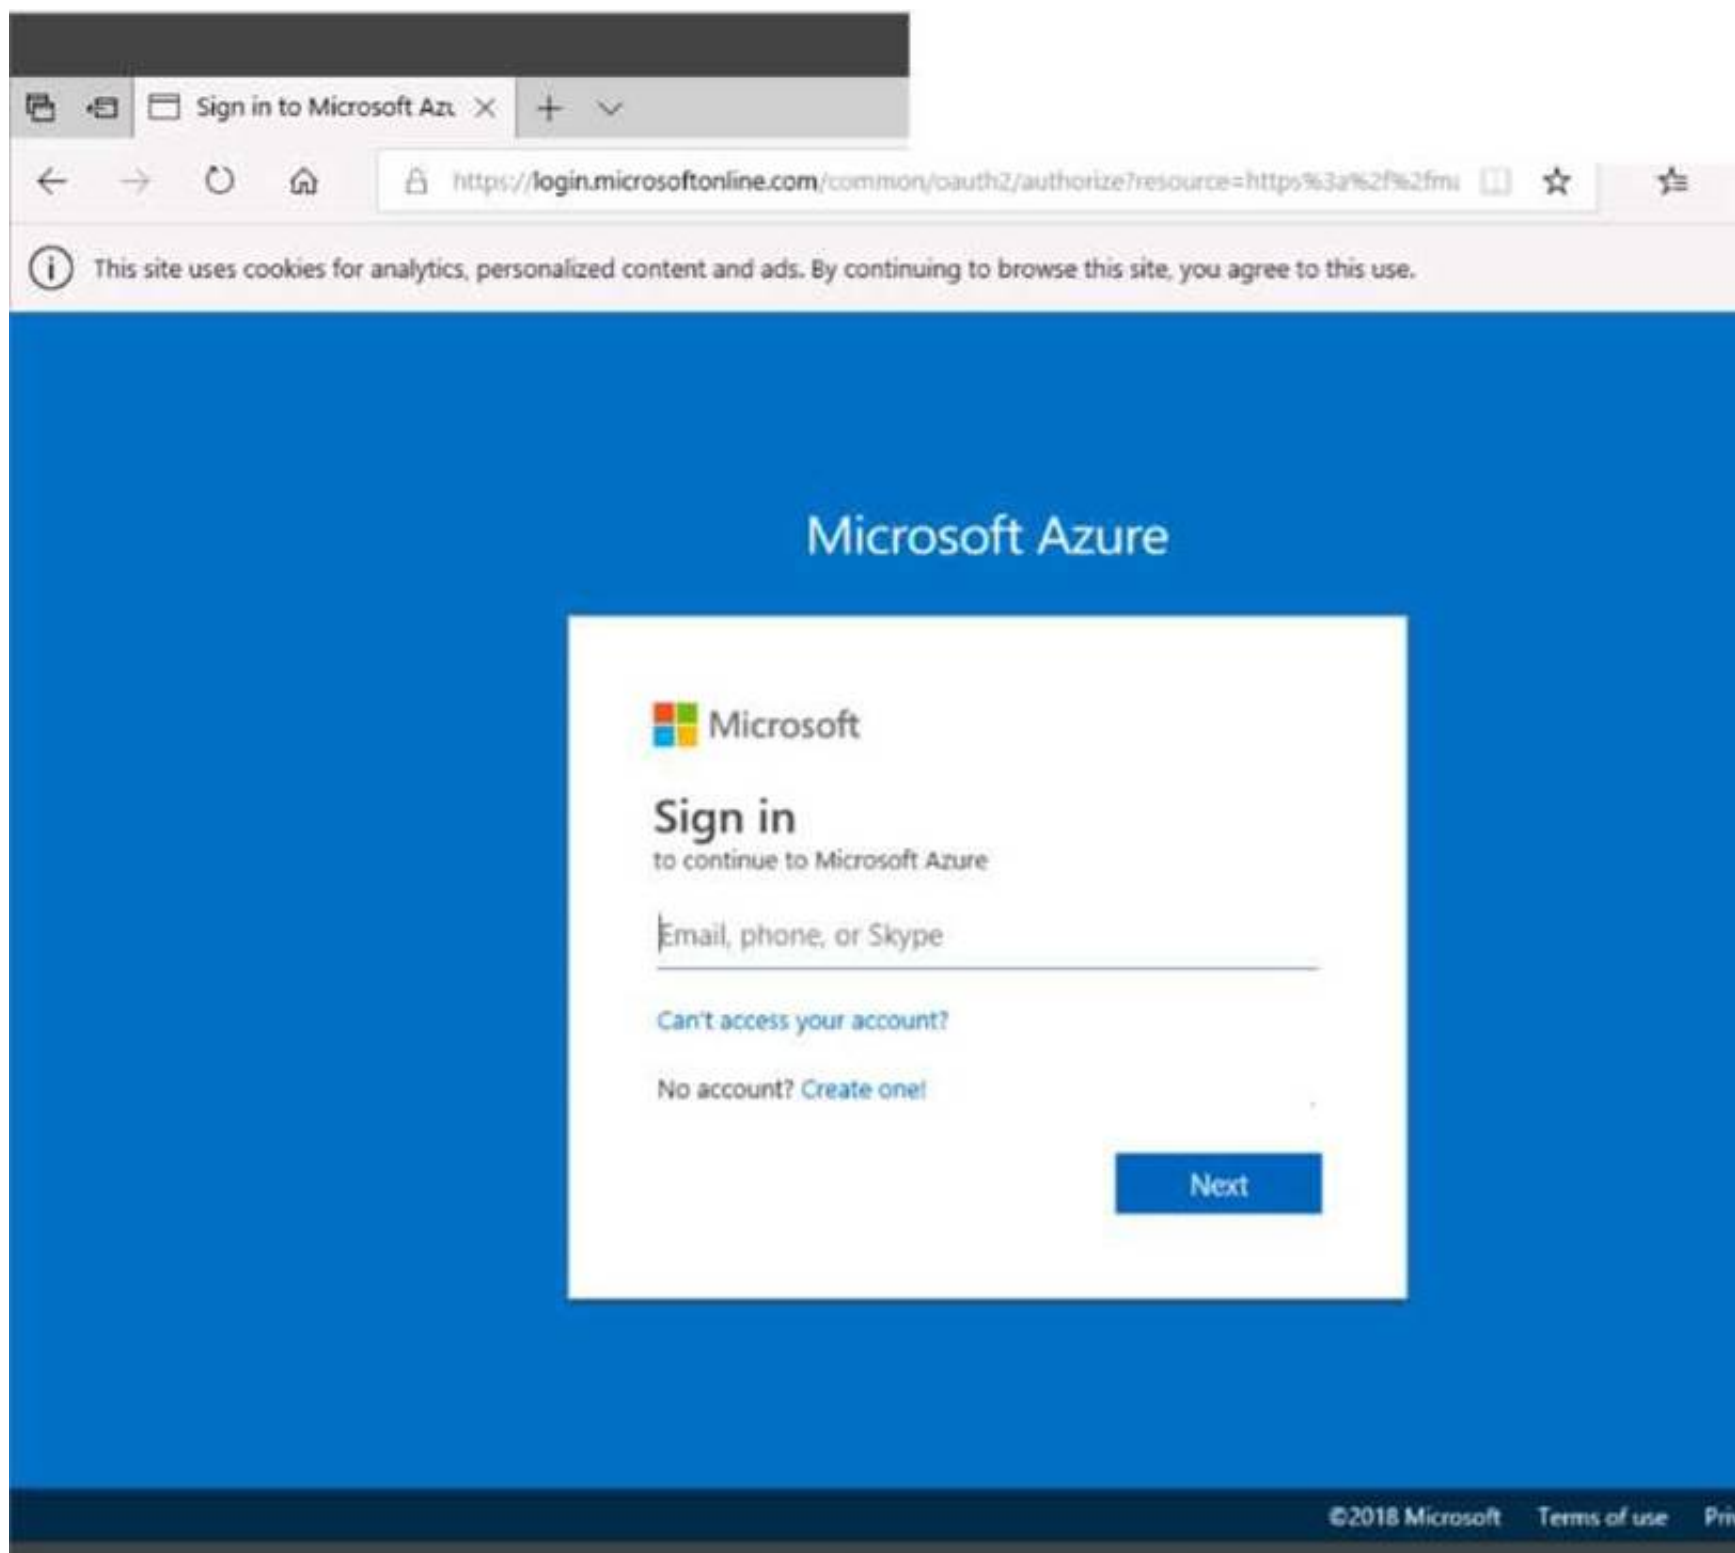 Sign in to Microsoft Azu
https://login.microsoftonline.com/common/oauth2/authorize?resource=https%3a%2f%2fm
This site uses cookies for analytics, personalized content and ads. By continuing to browse this site, you agree to this use.
Microsoft Azure
Microsoft
Sign in
to continue to Microsoft Azure
Email, phone, or Skype
Can't access your account?
No account? Create one!
Next
©2018 Microsoft Terms of use Pri